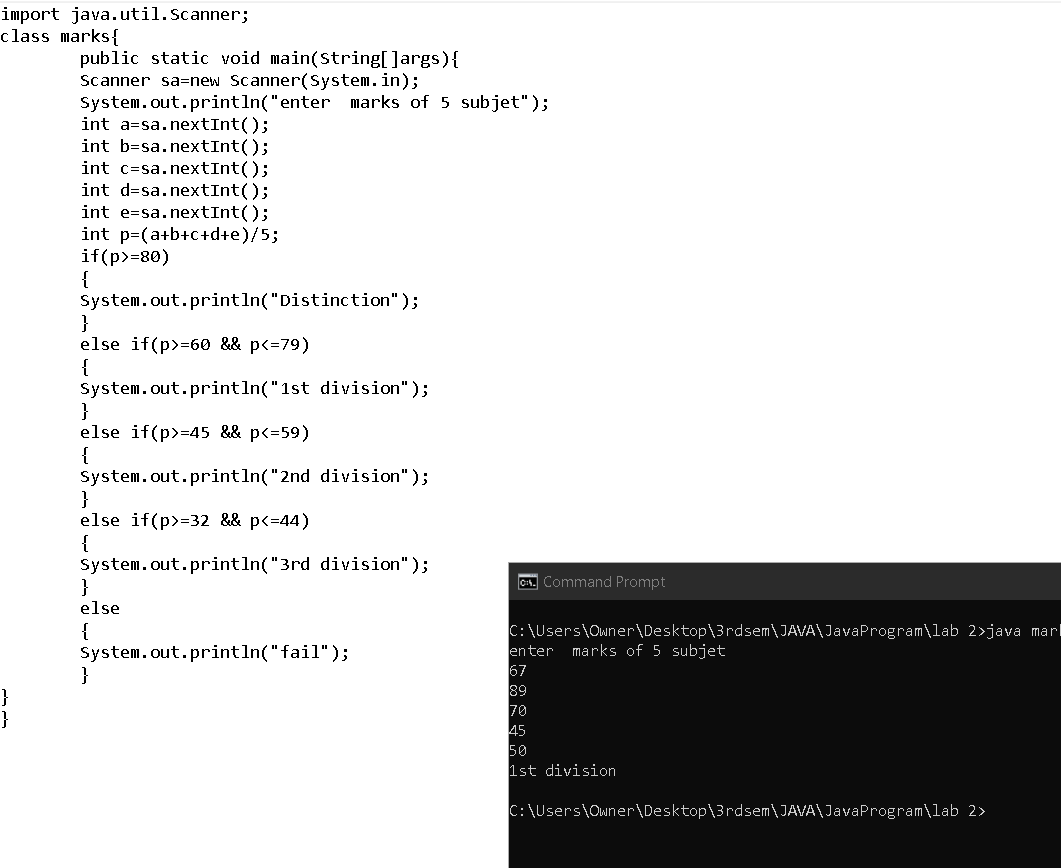 import java.util.Scanner;
class marks{
public static void main(String[]args){
Scanner sa=new Scanner(System.in);
System.out.println("enter  marks of 5 subjet");
int a=sa.nextInt();
int b=sa.nextInt();
int c=sa.nextInt();
int d=sa.nextInt();
int e=sa.nextInt();
int p=(a+b+c+d+e)/5;
if(p>=80)
{
System.out.println("Distinction");
}
else if(p>=60 && p<=79)
{
System.out.println("1st division");
}
else if(p>=45 && p<=59)
{
System.out.println("2nd division");
}
else if(p>=32 && p<=44)
{
System.out.println("3rd division");
}
else
{
System.out.println("fail");
}
}
}
Command Prompt
C:\Users\Owner\Desktop\3rdsem\JAVA\JavaProgram\lab 2>java mar
enter  marks of 5 subjet
67
89
70
45
50
1st division
C:\Users\Owner\Desktop\3rdsem\JAVA\JavaProgram\lab 2>